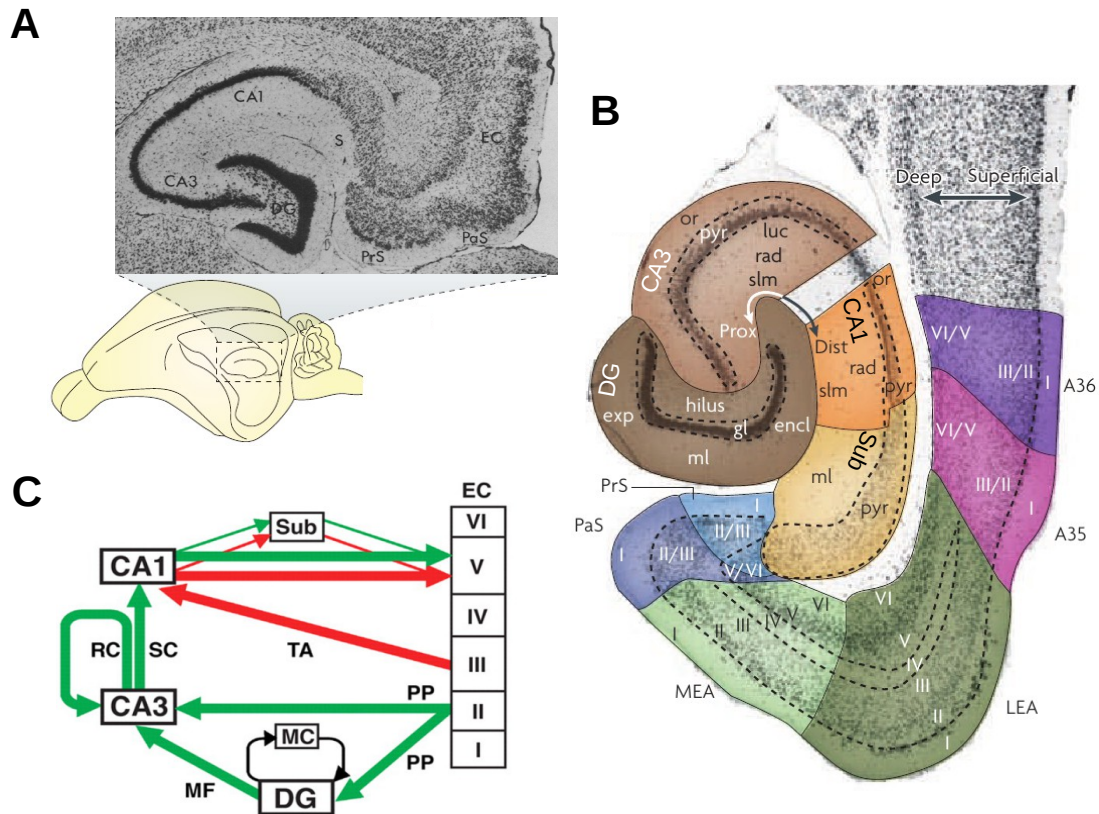 A
CA1
S
EC
CA3
DG
PaS
PrS
B
Deep Superficial
or
pyr
luc
rad
slm
CA3
Prox
or
CA1
Dist
rad
slm
pyr
DG
hilus
exp
gl
encl
ml
Sub
ml
pyr
VI/V
III/II
I
A36
VI/V
III/II
I
A35
PrS
I
II/III
V/VI
PaS
I
II/III
I
II
III
IV
V
VI
MEA
VI
V
IV
III
II
I
LEA
C
EC
VI
V
IV
III
II
I
Sub
CA1
RC
SC
TA
CA3
PP
PP
MC
MF
DG